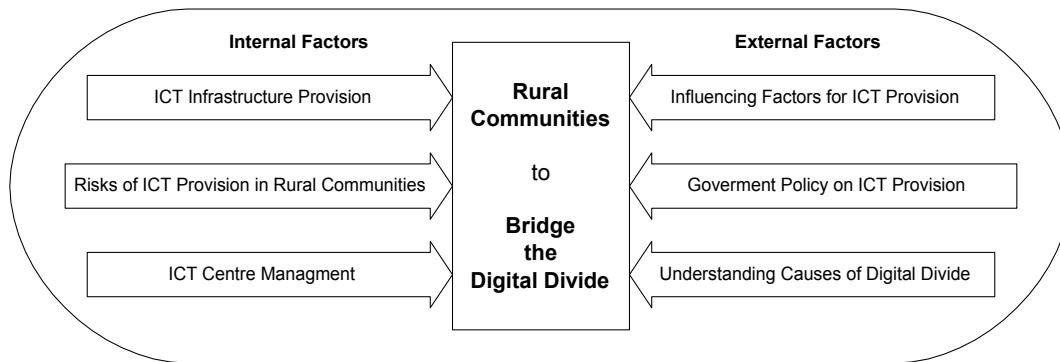 Internal Factors
ICT Infrastructure Provision
Risks of ICT Provision in Rural Communities
ICT Centre Managment
Rural
Communities
to
Bridge
the
Digital Divide
External Factors
Influencing Factors for ICT Provision
Goverment Policy on ICT Provision
Understanding Causes of Digital Divide